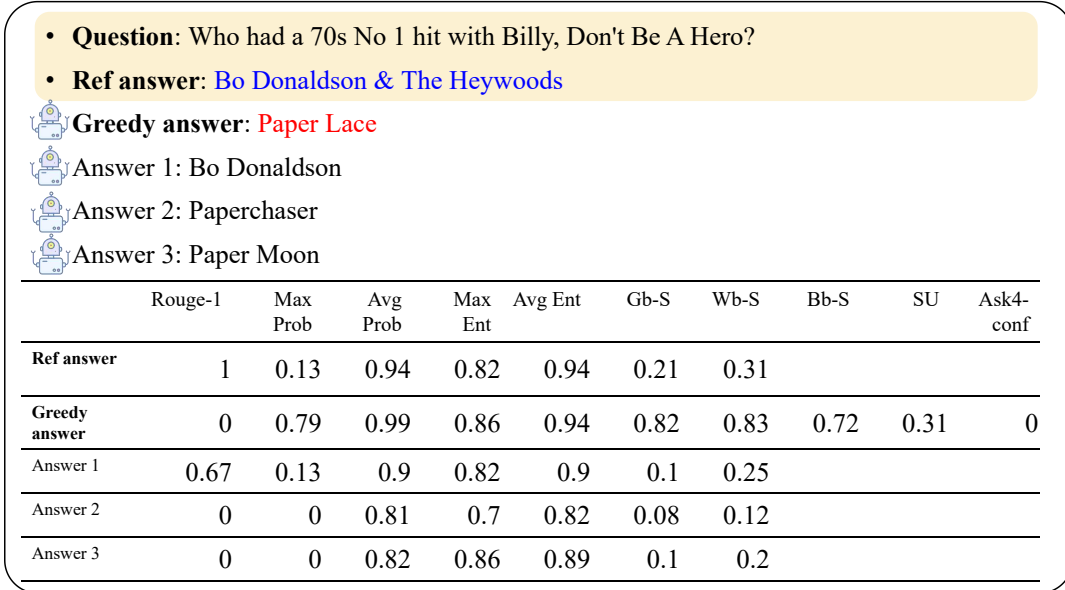 • Question: Who had a 70s No 1 hit with Billy, Don't Be A Hero?
• Ref answer: Bo Donaldson & The Heywoods
Greedy answer: Paper Lace
Answer 1: Bo Donaldson
Answer 2: Paperchaser
Answer 3: Paper Moon
Rouge-1 Max Prob Avg Prob Max Ent Avg Ent Gb-S Wb-S Bb-S SU Ask4-conf
Ref answer 1 0.13 0.94 0.82 0.94 0.21 0.31
Greedy answer 0 0.79 0.99 0.86 0.94 0.82 0.83 0.72 0.31 0
Answer 1 0.67 0.13 0.9 0.82 0.9 0.1 0.25
Answer 2 0 0 0.81 0.7 0.82 0.08 0.12
Answer 3 0 0 0.82 0.86 0.89 0.1 0.2